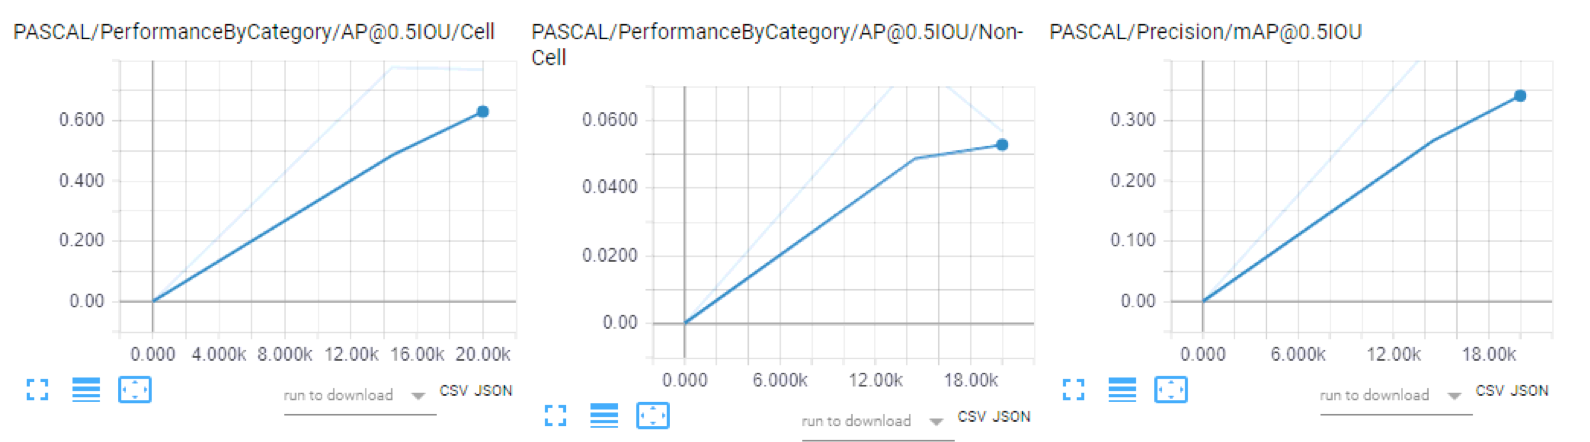 PASCAL/PerformanceByCategory/AP@0.5IOU/Cell
0.600
0.400
0.200
0.00
0.000 4.000k 8.000k 12.00k 16.00k 20.00k
run to download CSV JSON
PASCAL/PerformanceByCategory/AP@0.5IOU/Non-
Cell
0.0600
0.0400
0.0200
0.00
0.000 6.000k 12.00k 18.00k
run to download CSV JSON
PASCAL/Precision/mAP@0.5IOU
0.300
0.200
0.100
0.00
0.000 6.000k 12.00k 18.00k
run to download CSV JSON